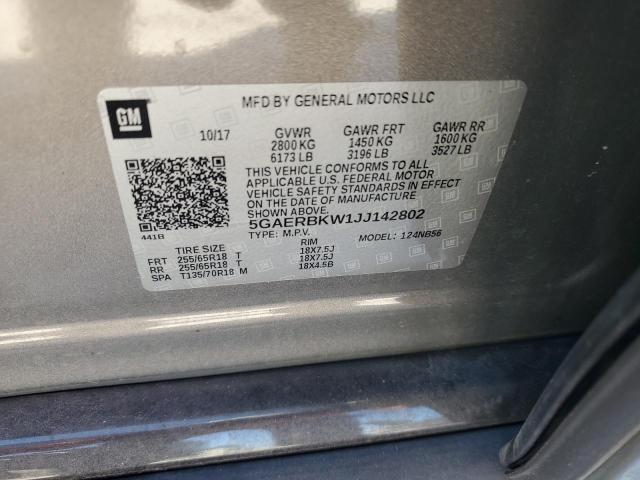 GM
MFD BY GENERAL MOTORS LLC
10/17 GVWR GAWR FRT GAWR RR
2800 KG 1450 KG 1600 KG
6173 LB 3196 LB 3527 LB
THIS VEHICLE CONFORMS TO ALL
APPLICABLE U.S. FEDERAL MOTOR
VEHICLE SAFETY STANDARDS IN EFFECT
ON THE DATE OF MANUFACTURE
SHOWN ABOVE.
5GAERBKW1JJ142802
441B TYPE: M.P.V. MODEL: 124NB56
TIRE SIZE RIM
FRT 255/65R18 T 18X7.5J
RR 255/65R18 T 18X7.5J
SPA T135/70R18 M 18X4.5B